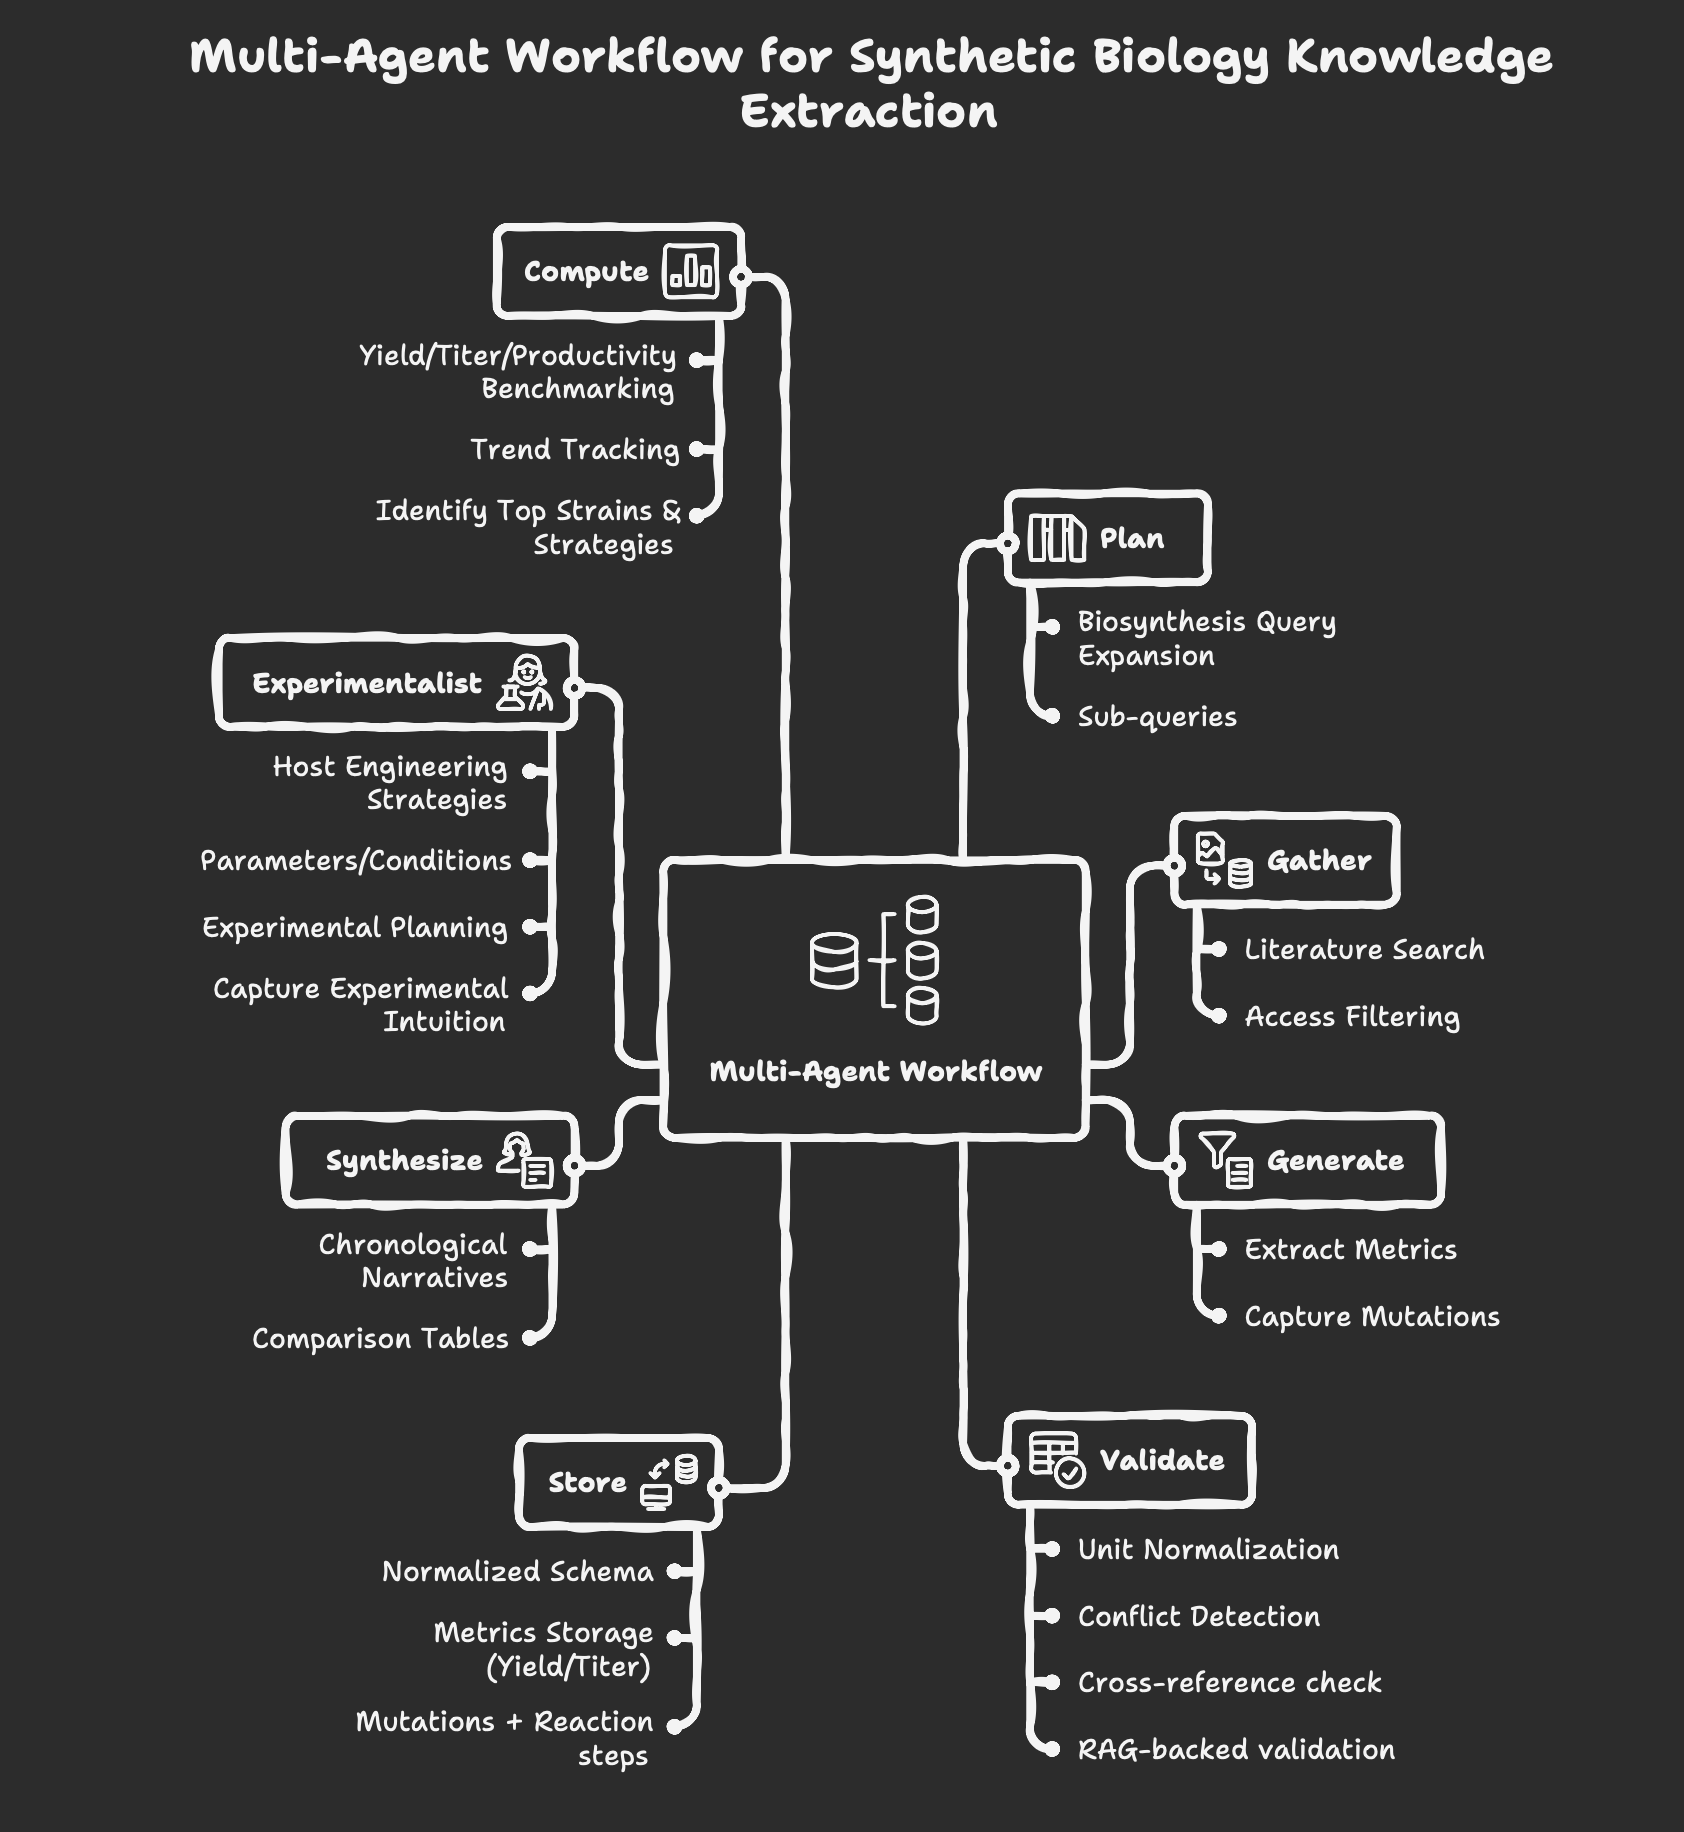 Multi-Agent Workflow for Synthetic Biology Knowledge
Extraction
Compute
Yield/Titer/Productivity
Benchmarking
Trend Tracking
Identify Top Strains &
Strategies
Plan
Biosynthesis Query
Expansion
Sub-queries
Experimentalist
Host Engineering
Strategies
Parameters/Conditions
Experimental Planning
Capture Experimental
Intuition
Gather
Literature Search
Access Filtering
Multi-Agent Workflow
Synthesize
Chronological
Narratives
Comparison Tables
Generate
Extract Metrics
Capture Mutations
Store
Normalized Schema
Metrics Storage
(Yield/Titer)
Mutations + Reaction
steps
Validate
Unit Normalization
Conflict Detection
Cross-reference check
RAG-backed validation